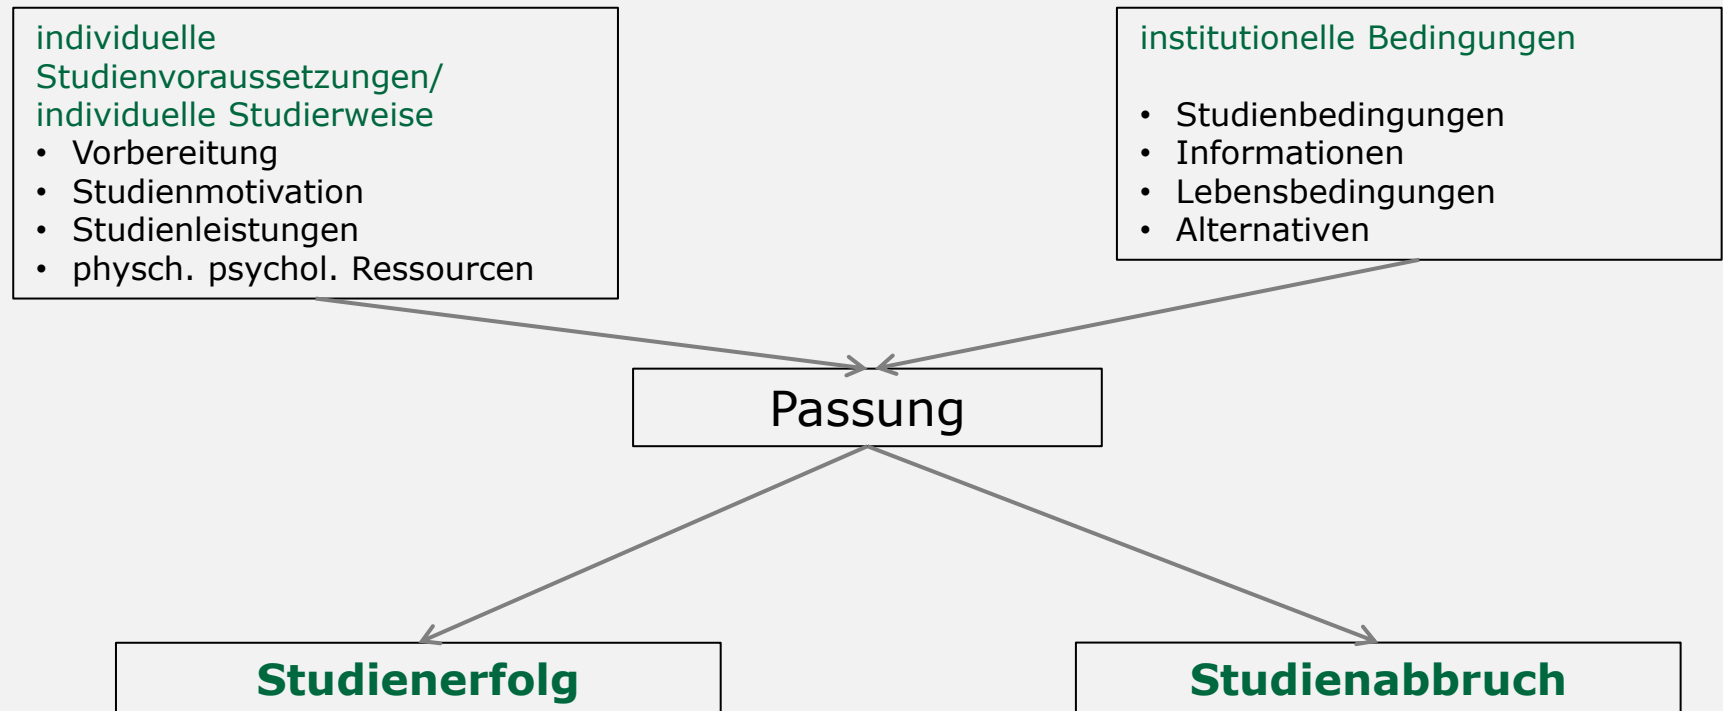 individuelle
Studienvoraussetzungen/
individuelle Studierweise
• Vorbereitung
• Studienmotivation
• Studienleistungen
• physch. psychol. Ressourcen
institutionelle Bedingungen
• Studienbedingungen
• Informationen
• Lebensbedingungen
• Alternativen
Passung
Studienerfolg
Studienabbruch